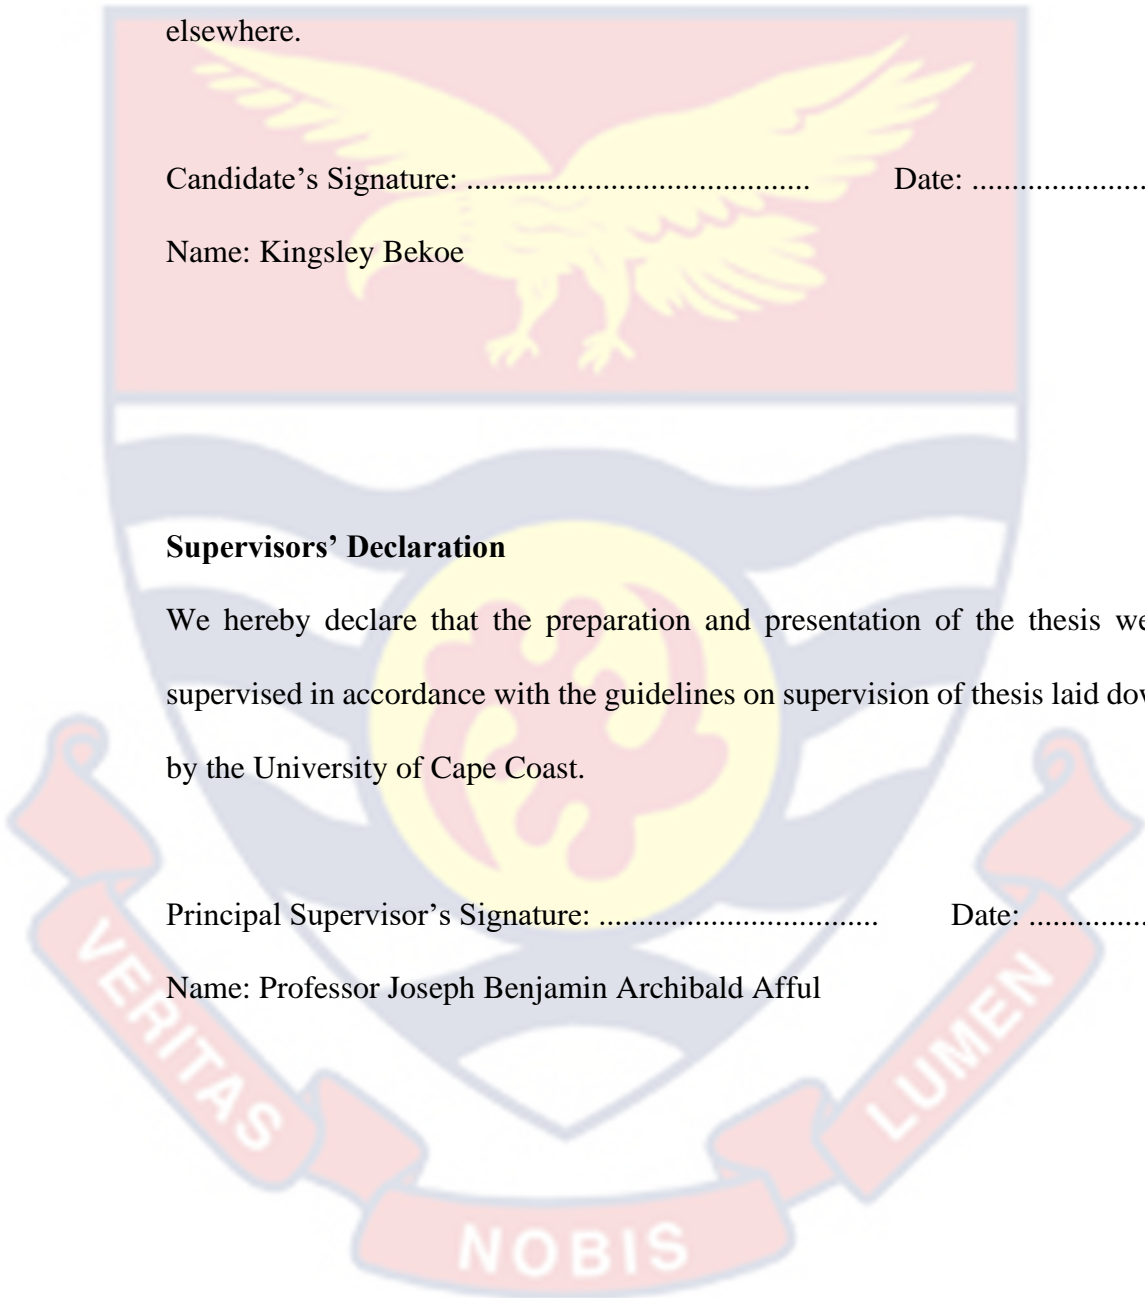 elsewhere.
Candidate’s Signature: .......................................... Date: .....................
Name: Kingsley Bekoe
Supervisors’ Declaration
We hereby declare that the preparation and presentation of the thesis we
supervised in accordance with the guidelines on supervision of thesis laid dov
by the University of Cape Coast.
Principal Supervisor’s Signature: .................................. Date: ...............
Name: Professor Joseph Benjamin Archibald Afful
VERITAS
NOBIS
LUMEN